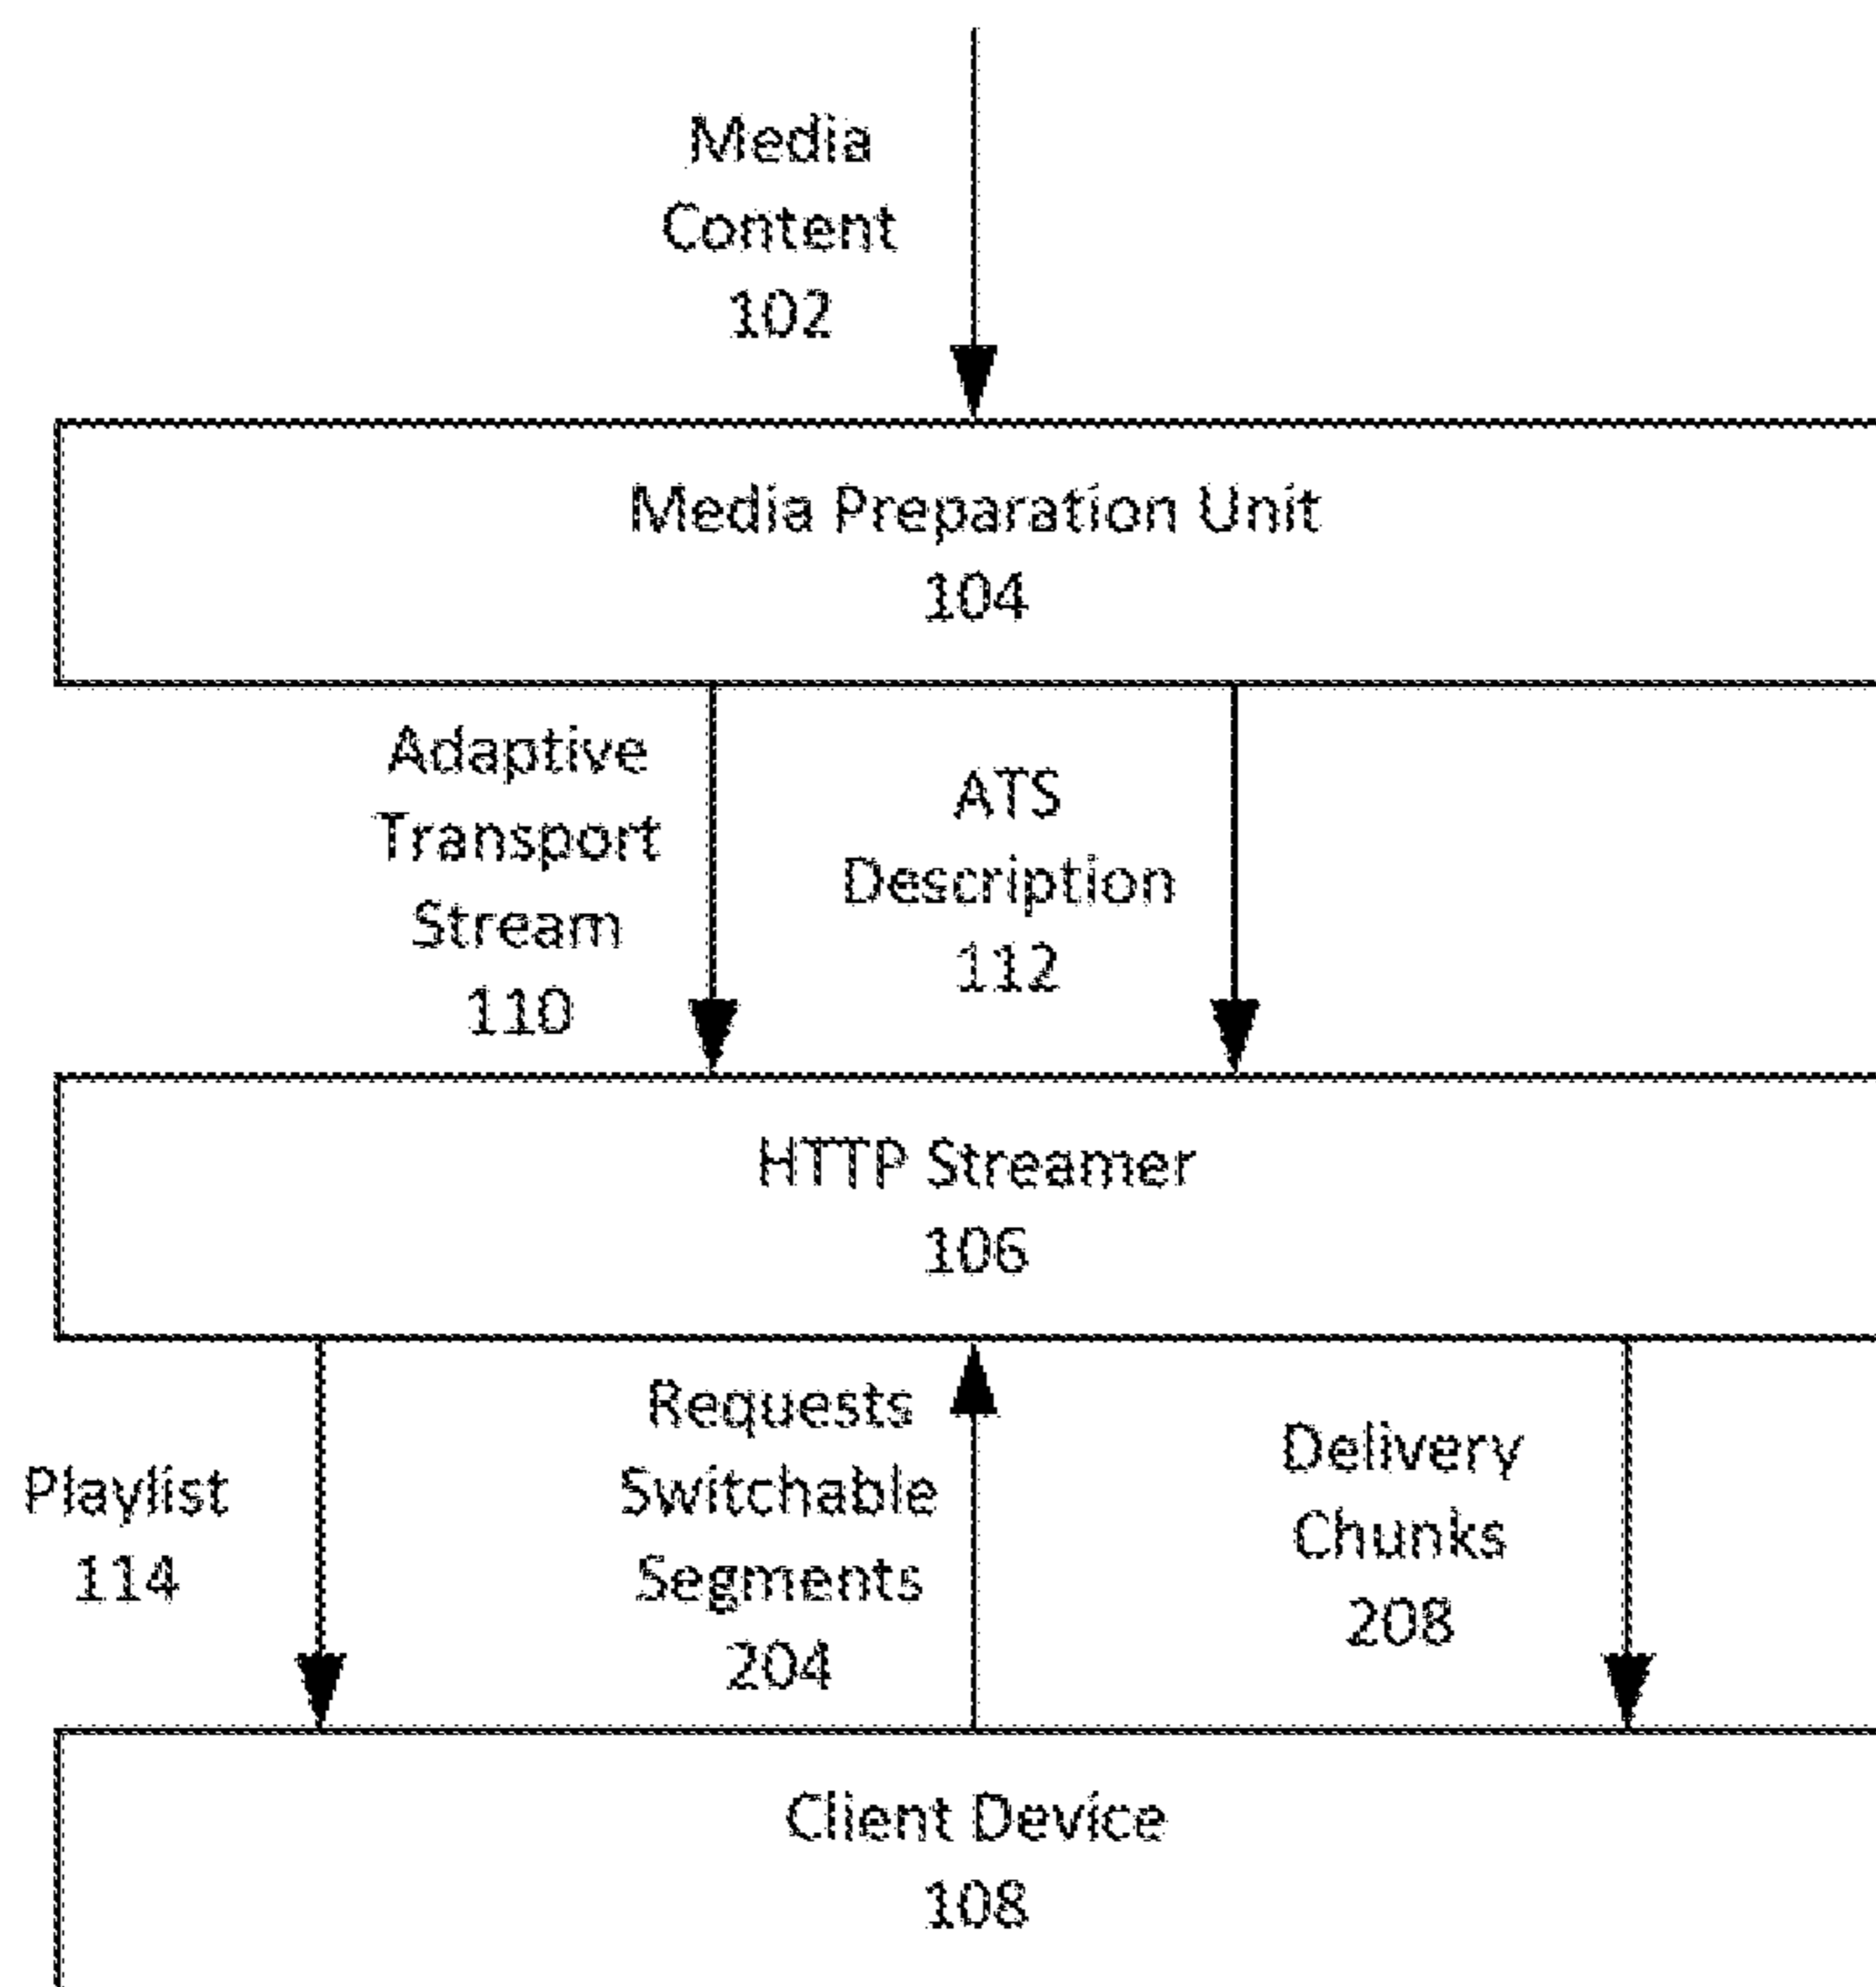 Media
Content
102
Media Preparation Unit
104
Adaptive
Transport
Stream
110
ATS
Description
112
HTTP Streamer
106
Playlist
114
Requests
Switchable
Segments
204
Delivery
Chunks
208
Client Device
108